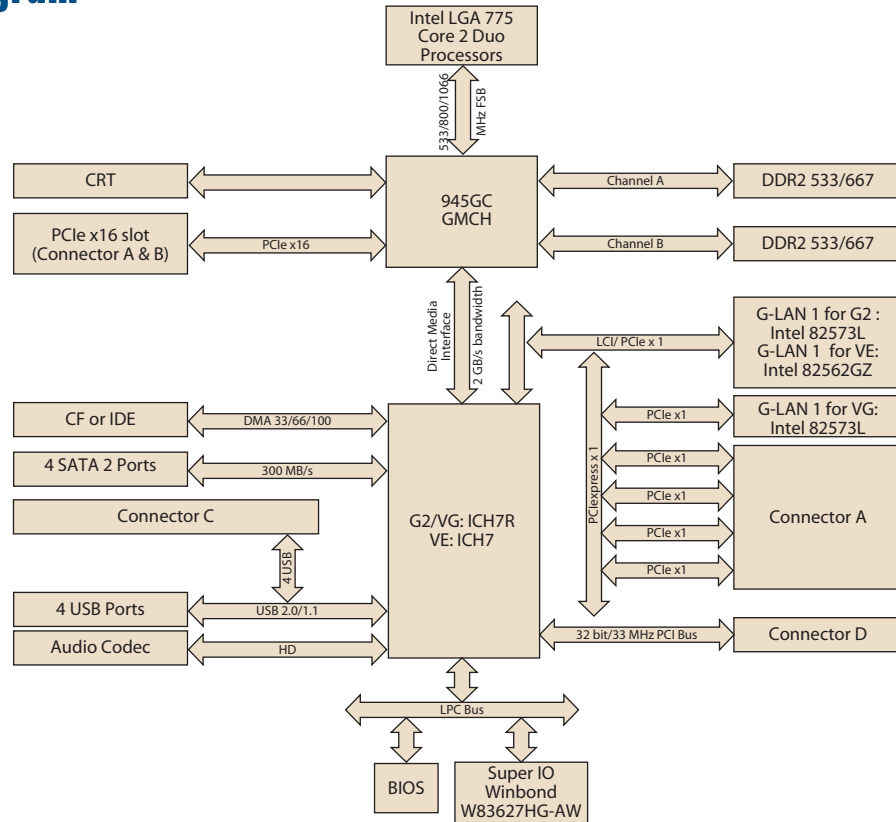 Intel LGA 775
Core 2 Duo
Processors
533/800/1066
MHz FSB
CRT
945GC
GMCH
Channel A
DDR2 533/667
PCIe x16 slot
(Connector A & B)
PCIe x16
Channel B
DDR2 533/667
Direct Media
Interface
2 GB/s bandwidth
LCI/ PCIe x 1
G-LAN 1 for G2 :
Intel 82573L
G-LAN 1 for VE:
Intel 82562GZ
CF or IDE
DMA 33/66/100
PCIe x1
G-LAN 1 for VG:
Intel 82573L
4 SATA 2 Ports
300 MB/s
PCIexpress x 1
PCIe x1
PCIe x1
PCIe x1
PCIe x1
Connector A
Connector C
G2/VG: ICH7R
VE: ICH7
4 USB
4 USB Ports
USB 2.0/1.1
Audio Codec
HD
32 bit/33 MHz PCI Bus
Connector D
LPC Bus
BIOS
Super IO
Winbond
W83627HG-AW